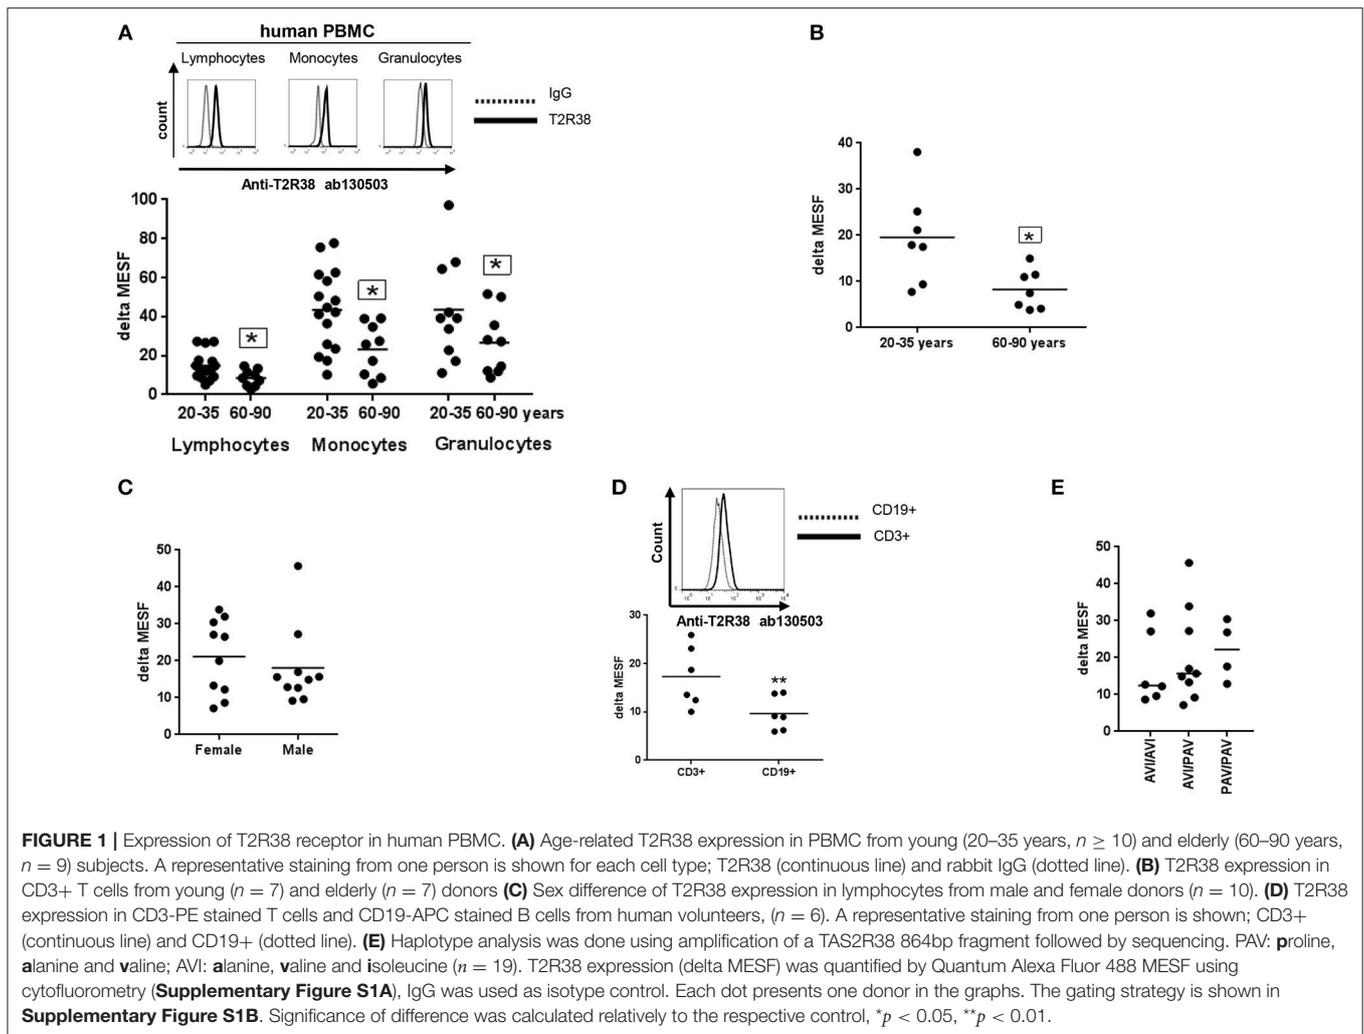 A
human PBMC
Lymphocytes Monocytes Granulocytes
count
IgG
T2R38
Anti-T2R38 ab130503
delta MESF
100
80
60
40
20
0
*
*
*
20-35 60-90 20-35 60-90 20-35 60-90 years
Lymphocytes Monocytes Granulocytes
B
delta MESF
40
30
20
10
0
*
20-35 years 60-90 years
C
delta MESF
50
40
30
20
10
0
Female Male
D
Count
CD19+
CD3+
Anti-T2R38 ab130503
delta MESF
30
20
10
0
**
CD3+ CD19+
E
delta MESF
50
40
30
20
10
0
AVI/AVI
AVI/PAV
PAV/PAV
FIGURE 1 | Expression of T2R38 receptor in human PBMC. (A) Age-related T2R38 expression in PBMC from young (20–35 years, n ≥ 10) and elderly (60–90 years,
n = 9) subjects. A representative staining from one person is shown for each cell type; T2R38 (continuous line) and rabbit IgG (dotted line). (B) T2R38 expression in
CD3+ T cells from young (n = 7) and elderly (n = 7) donors (C) Sex difference of T2R38 expression in lymphocytes from male and female donors (n = 10). (D) T2R38
expression in CD3-PE stained T cells and CD19-APC stained B cells from human volunteers, (n = 6). A representative staining from one person is shown; CD3+
(continuous line) and CD19+ (dotted line). (E) Haplotype analysis was done using amplification of a TAS2R38 864bp fragment followed by sequencing. PAV: proline,
alanine and valine; AVI: alanine, valine and isoleucine (n = 19). T2R38 expression (delta MESF) was quantified by Quantum Alexa Fluor 488 MESF using
cytofluorometry (Supplementary Figure S1A), IgG was used as isotype control. Each dot presents one donor in the graphs. The gating strategy is shown in
Supplementary Figure S1B. Significance of difference was calculated relatively to the respective control, *p < 0.05, **p < 0.01.